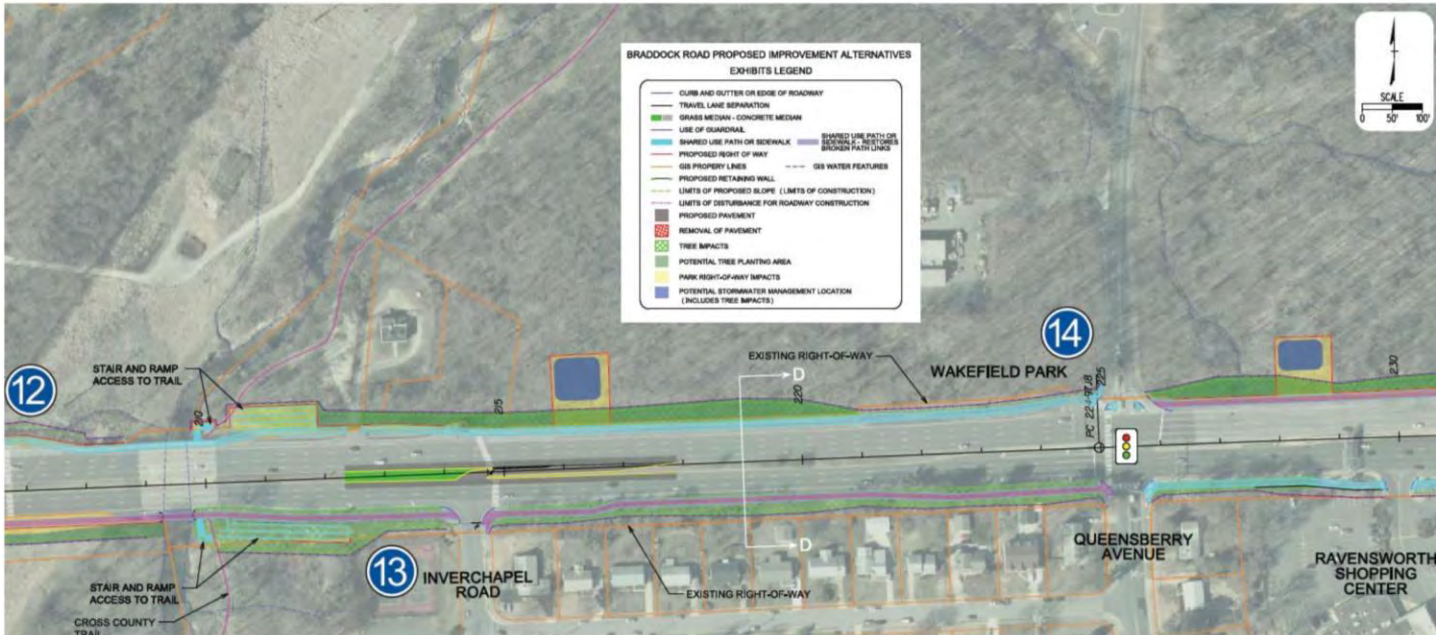 BRADDOCK ROAD PROPOSED IMPROVEMENT ALTERNATIVES
EXHIBITS LEGEND
CURB AND GUTTER OR EDGE OF ROADWAY
TRAVEL LANE SEPARATION
GRASS MEDIAN - CONCRETE MEDIAN
USE OF GUARDRAIL
SHARED USE PATH OR SIDEWALK
SHARED USE PATH OR
SIDEWALK - RESTORES
BROKEN PATH LINKS
PROPOSED RIGHT OF WAY
GIS PROPERY LINES
GIS WATER FEATURES
PROPOSED RETAINING WALL
LIMITS OF PROPOSED SLOPE (LIMITS OF CONSTRUCTION)
LIMITS OF DISTURBANCE FOR ROADWAY CONSTRUCTION
PROPOSED PAVEMENT
REMOVAL OF PAVEMENT
TREE IMPACTS
POTENTIAL TREE PLANTING AREA
PARK RIGHT-OF-WAY IMPACTS
POTENTIAL STORMWATER MANAGEMENT LOCATION
(INCLUDES TREE IMPACTS)
SCALE
0 50' 100'
12
STAIR AND RAMP
ACCESS TO TRAIL
210
215
EXISTING RIGHT-OF-WAY
D
220
WAKEFIELD PARK
14
PC 224+97.18
225
230
STAIR AND RAMP
ACCESS TO TRAIL
CROSS COUNTY
TRAIL
13
INVERCHAPEL
ROAD
D
EXISTING RIGHT-OF-WAY
QUEENSBERRY
AVENUE
RAVENSWORTH
SHOPPING
CENTER